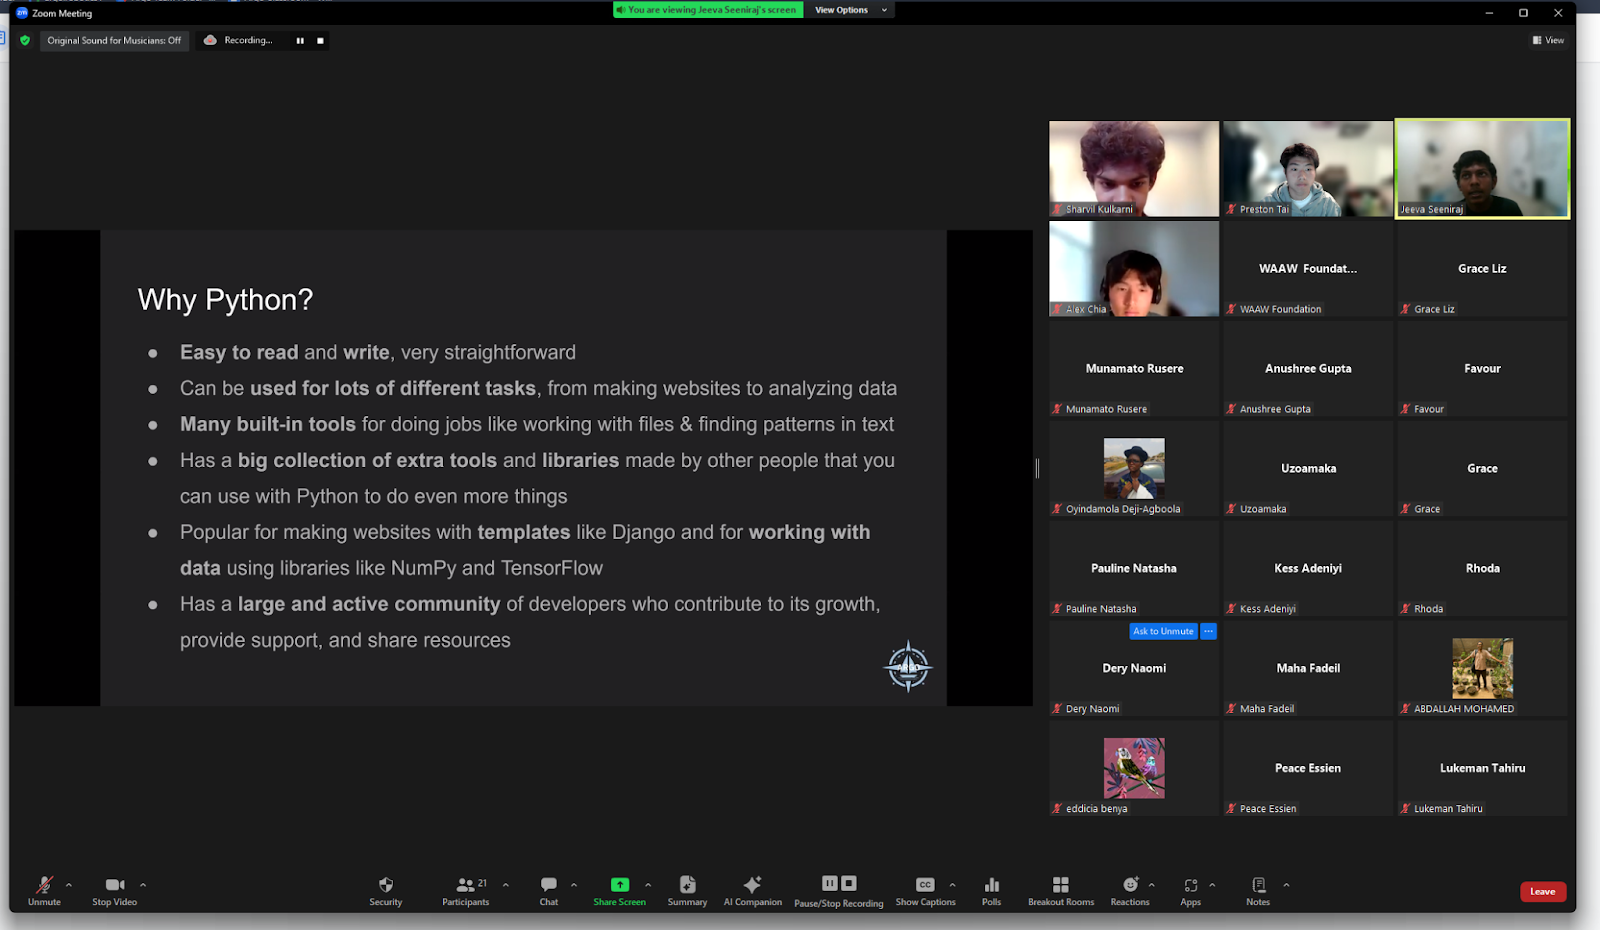 Zoom Meeting
You are viewing Jeeva Seeniraj's screen
View Options
Original Sound for Musicians: Off
Recording...
View
Why Python?
● Easy to read and write, very straightforward
● Can be used for lots of different tasks, from making websites to analyzing data
● Many built-in tools for doing jobs like working with files & finding patterns in text
● Has a big collection of extra tools and libraries made by other people that you
can use with Python to do even more things
● Popular for making websites with templates like Django and for working with
data using libraries like NumPy and TensorFlow
● Has a large and active community of developers who contribute to its growth,
provide support, and share resources
ARGO
Sharvil Kulkarni
Preston Tai
Jeeva Seeniraj
Alex Chia
WAAW Foundat...
WAAW Foundation
Grace Liz
Grace Liz
Munamato Rusere
Munamato Rusere
Anushree Gupta
Anushree Gupta
Favour
Favour
Oyindamola Deji-Agboola
Uzoamaka
Uzoamaka
Grace
Grace
Pauline Natasha
Pauline Natasha
Kess Adeniyi
Kess Adeniyi
Rhoda
Rhoda
Ask to Unmute
...
Dery Naomi
Dery Naomi
Maha Fadeil
Maha Fadeil
ABDALLAH MOHAMED
eddicia benya
Peace Essien
Peace Essien
Lukeman Tahiru
Lukeman Tahiru
Unmute
Stop Video
Security
21
Participants
Chat
Share Screen
Summary
AI Companion
Pause/Stop Recording
CC
Show Captions
Polls
Breakout Rooms
Reactions
Apps
Notes
Leave